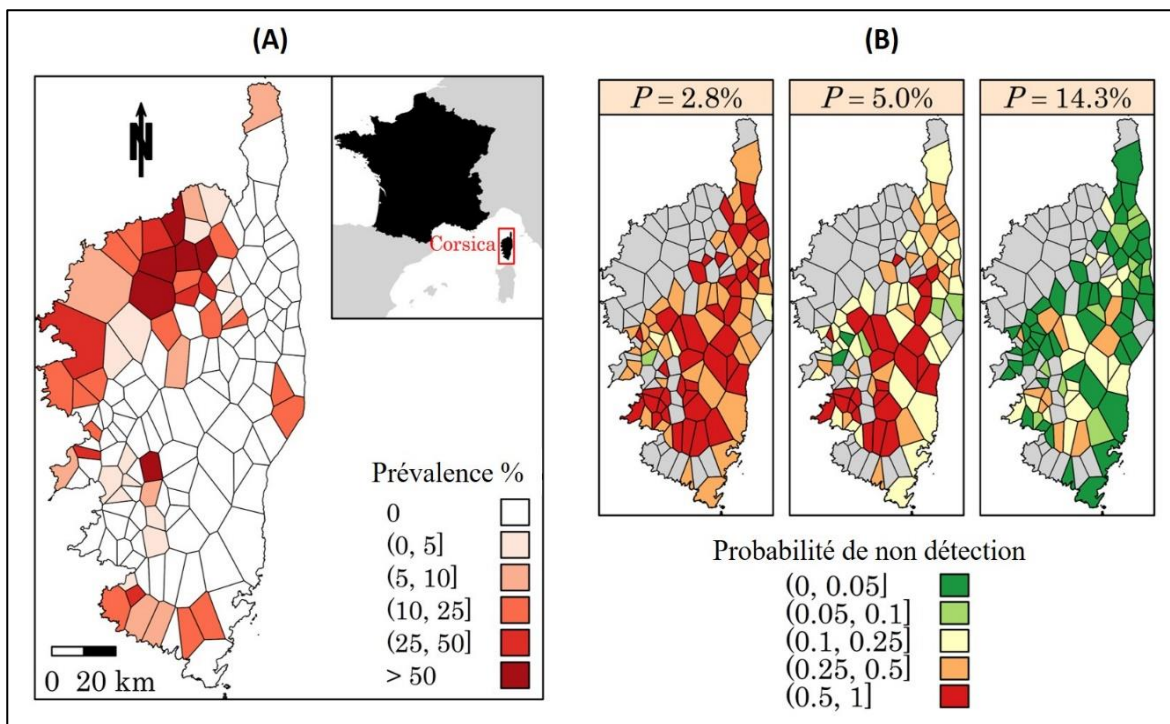 (A)
N
Corsica
Prévalence %
0
(0, 5]
(5, 10]
(10, 25]
(25, 50]
> 50
0 20 km
(B)
P = 2.8%
P = 5.0%
P = 14.3%
Probabilité de non détection
(0, 0.05]
(0.05, 0.1]
(0.1, 0.25]
(0.25, 0.5]
(0.5, 1]